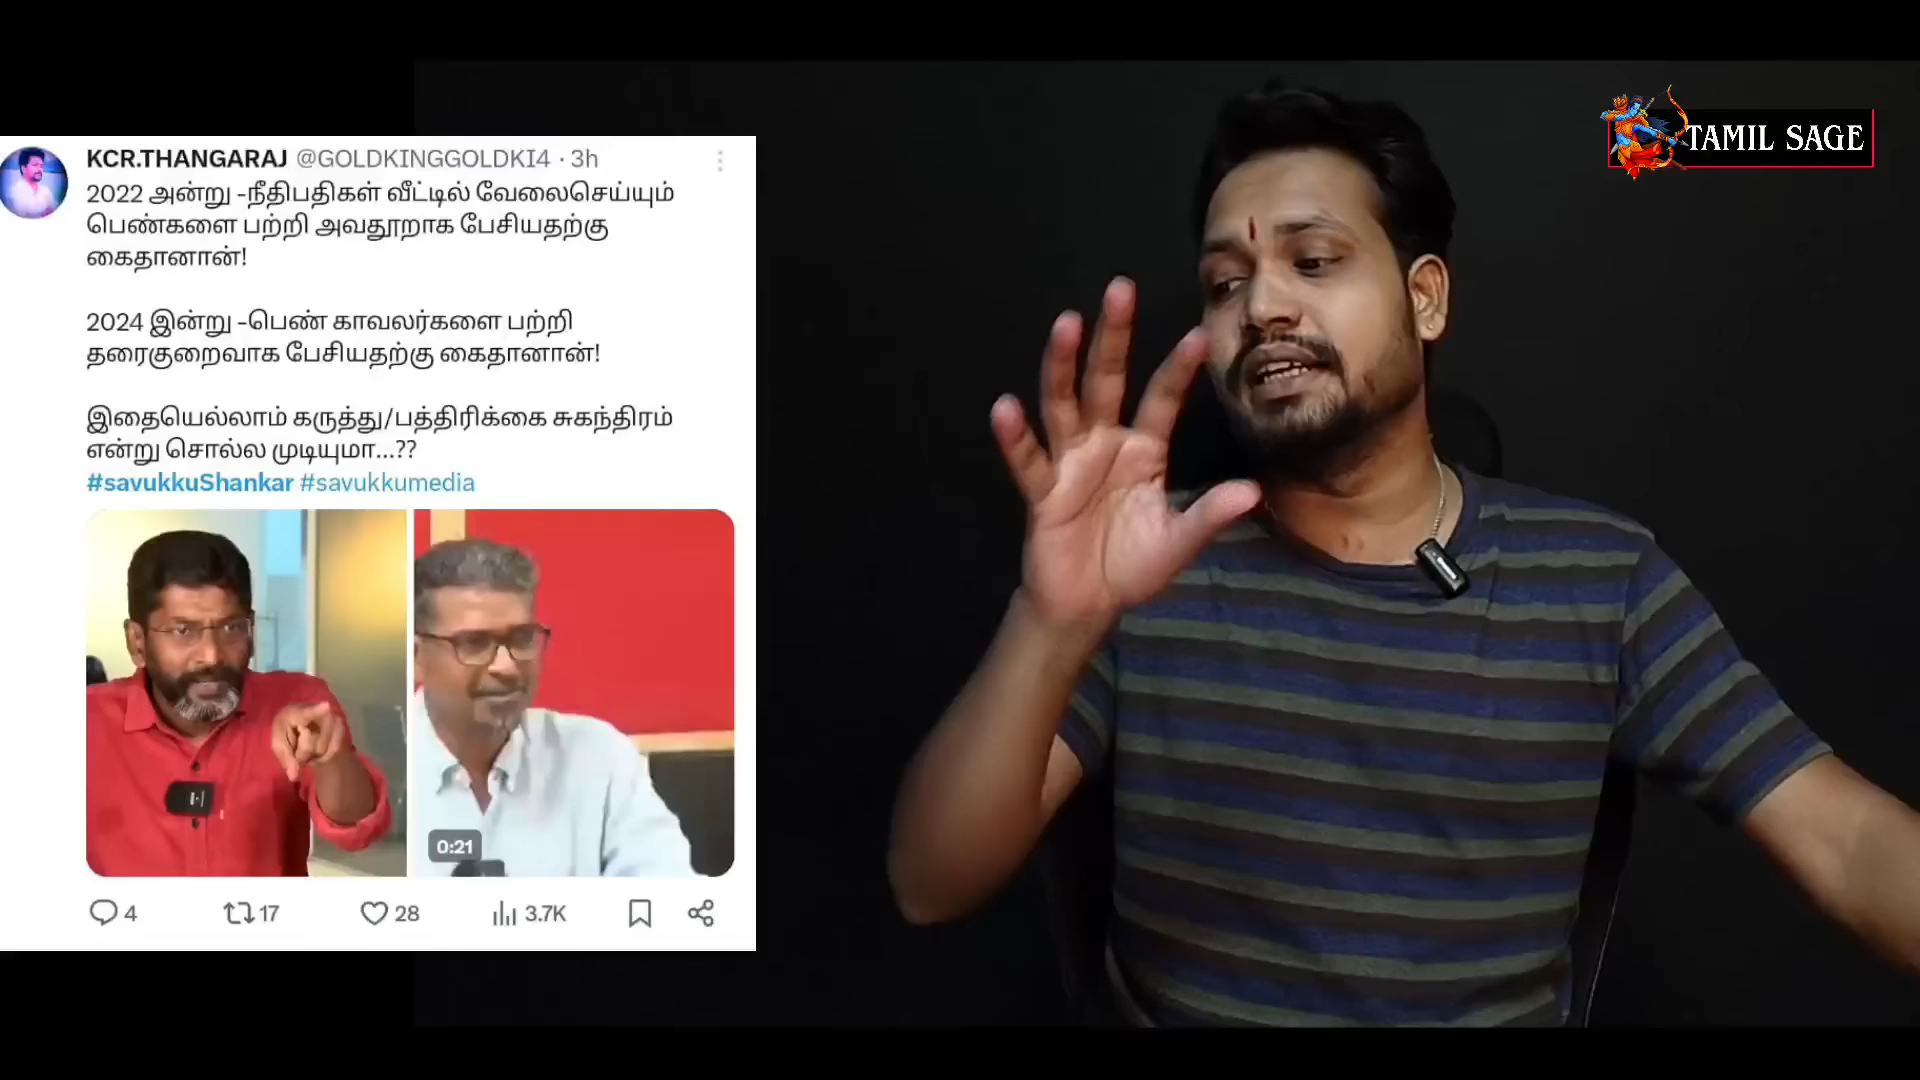 KCR.THANGARAJ @GOLDKINGGOLDKI4 · 3h
2022 அன்று -நீதிபதிகள் வீட்டில் வேலைசெய்யும்
பெண்களை பற்றி அவதூறாக பேசியதற்கு
கைதானான்!
2024 இன்று -பெண் காவலர்களை பற்றி
தரைகுறைவாக பேசியதற்கு கைதானான்!
இதையெல்லாம் கருத்து/பத்திரிக்கை சுகந்திரம்
என்று சொல்ல முடியுமா...??
#savukkuShankar #savukkumedia
0:21
4 17 28 3.7K
TAMIL SAGE